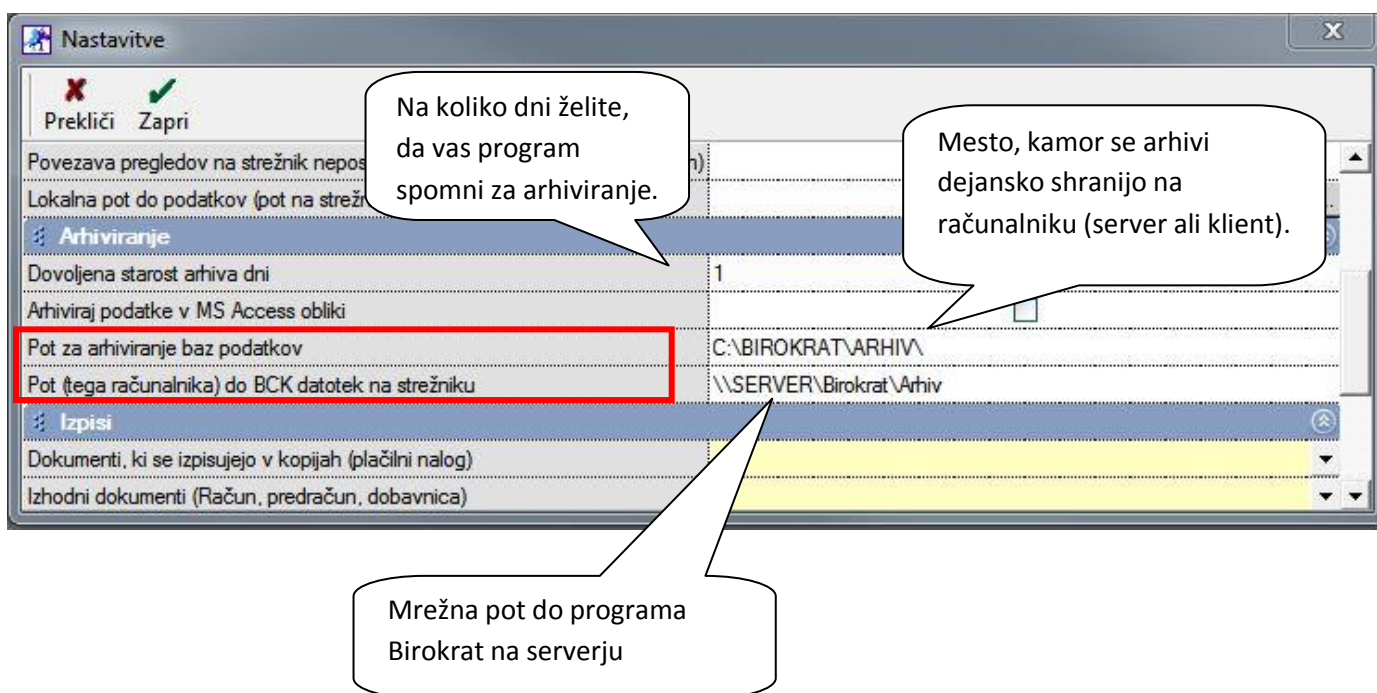 Nastavitve
x
Prekliči Zapri
Na koliko dni želite,
da vas program
spomni za arhiviranje.
Mesto, kamor se arhivi
dejansko shranijo na
računalniku (server ali klient).
Povezava pregledov na strežnik
Lokalna pot do podatkov (pot na
Arhiviranje
Dovoljena starost arhiva dni 1
Arhiviraj podatke v MS Access obliki
Pot za arhiviranje baz podatkov C:\BIROKRAT\ARHIV\
Pot (tega računalnika) do BCK datotek na strežniku \\SERVER\Birokrat\Arhiv
Izpisi
Dokumenti, ki se izpisujejo v kopijah (plačilni nalog)
Izhodni dokumenti (Račun, predračun, dobavnica)
Mrežna pot do programa
Birokrat na serverju